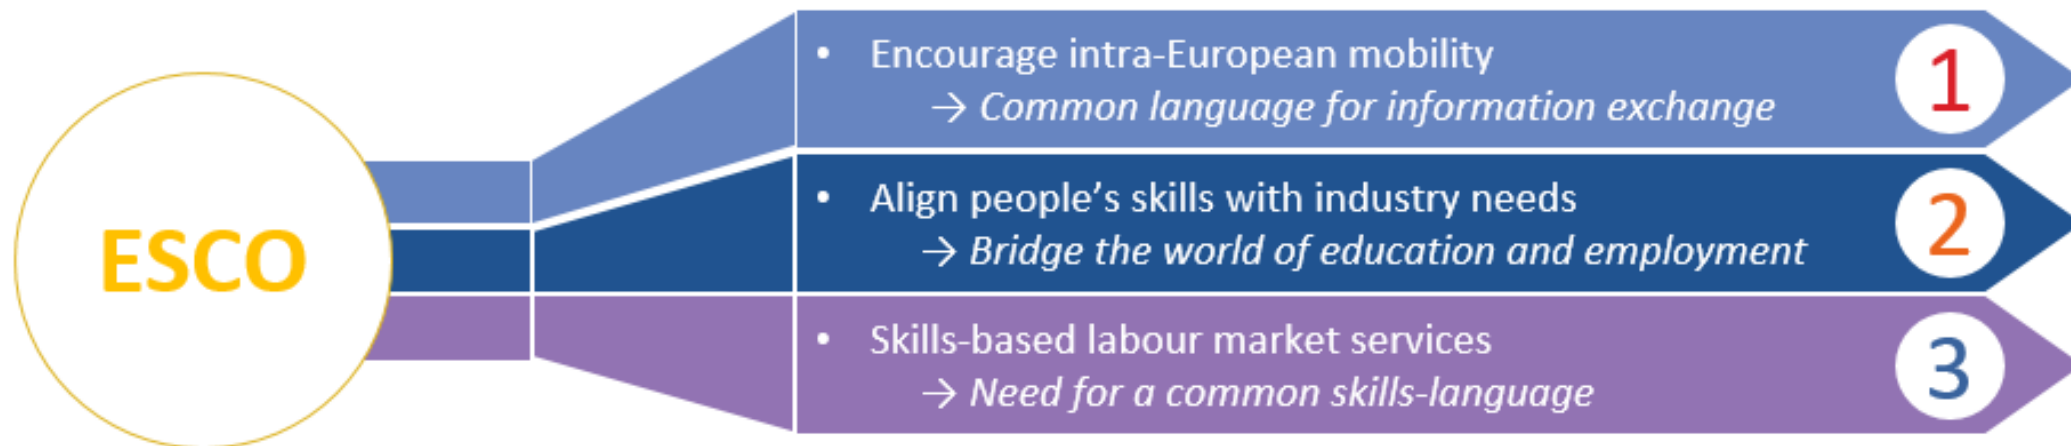 ESCO
• Encourage intra-European mobility
→ Common language for information exchange
1
• Align people’s skills with industry needs
→ Bridge the world of education and employment
2
• Skills-based labour market services
→ Need for a common skills-language
3